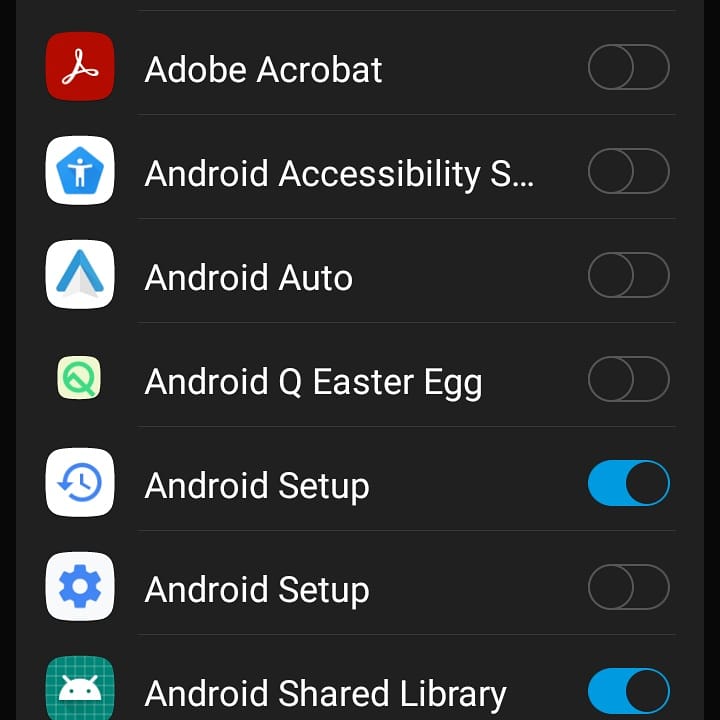 Adobe Acrobat
Android Accessibility S...
Android Auto
Android Q Easter Egg
Android Setup
Android Setup
Android Shared Library